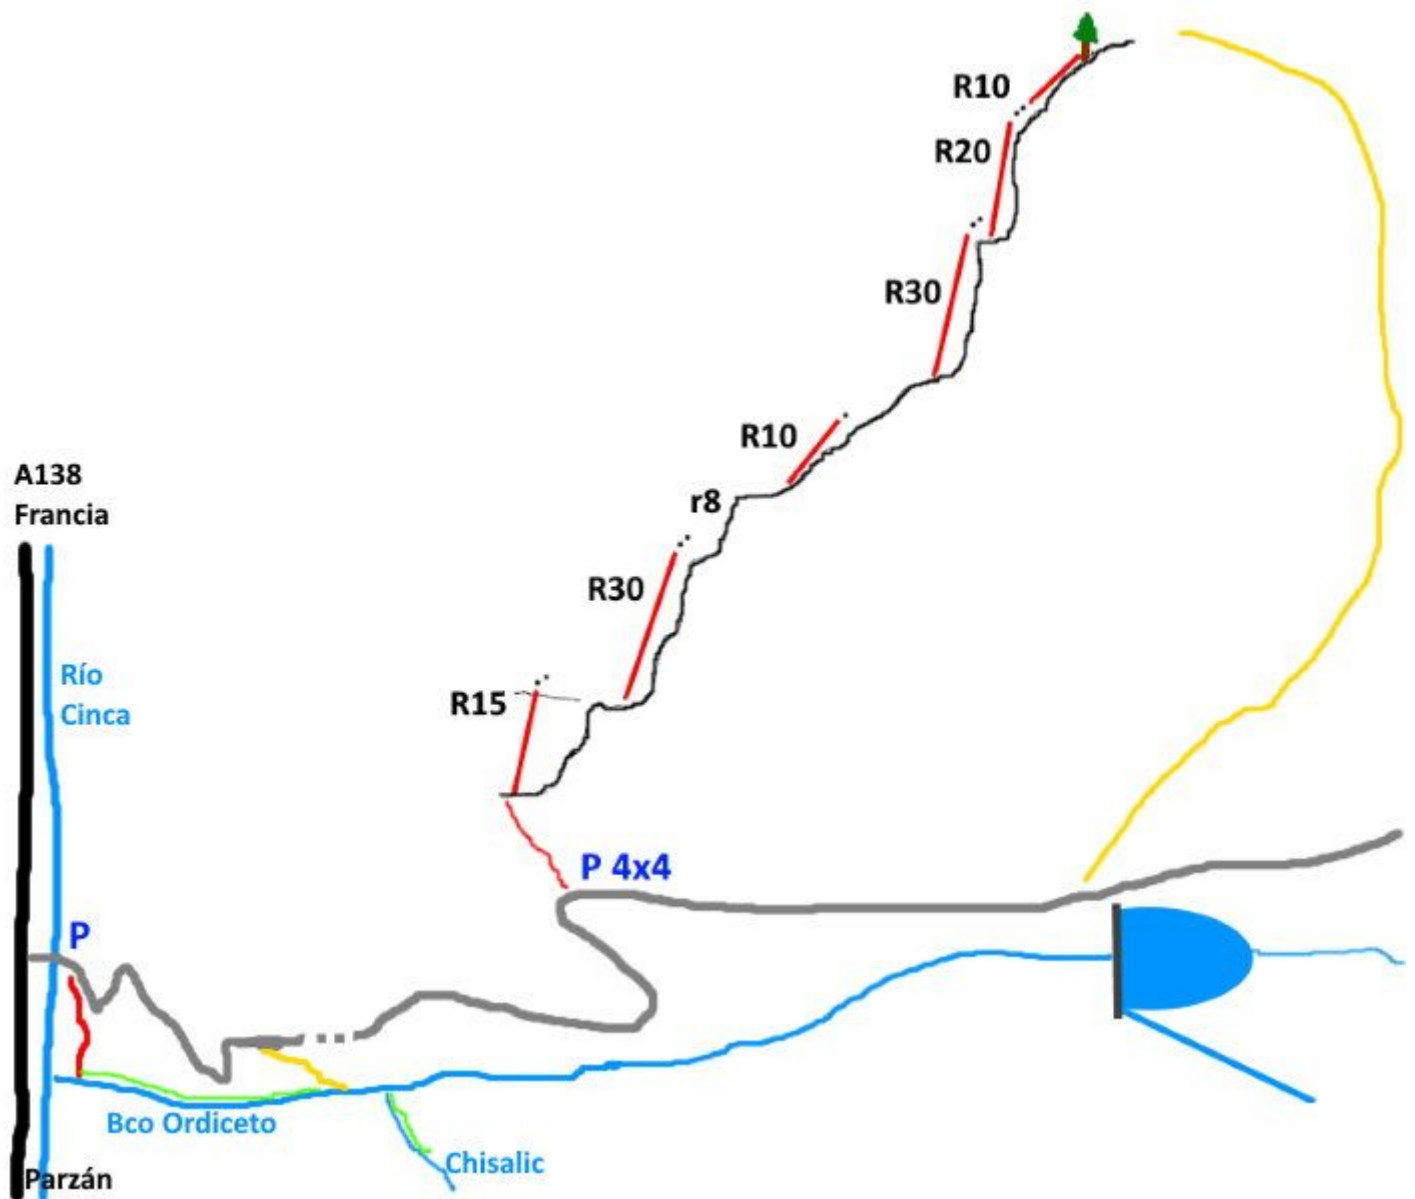 R10
R20
R30
R10
r8
A138
Francia
R30
Río
Cinca
R15
P 4x4
P
Bco Ordiceto
Chisalic
Parzán